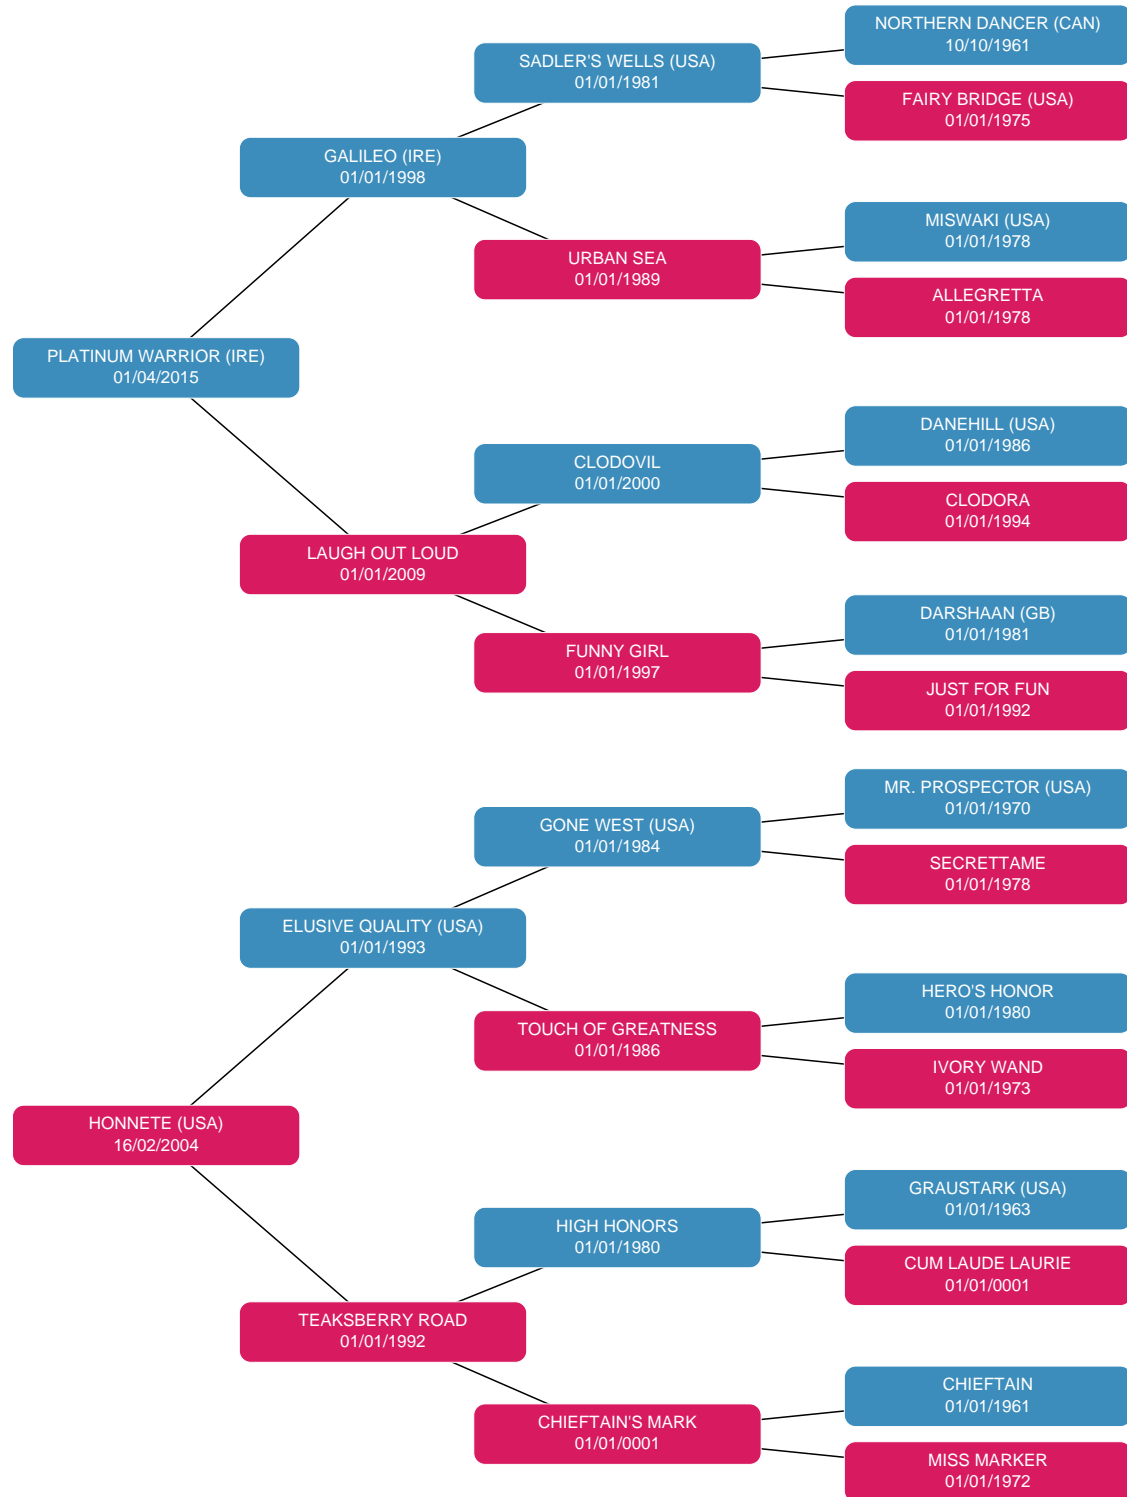 NORTHERN DANCER (CAN)
10/10/1961
SADLER'S WELLS (USA)
01/01/1981
FAIRY BRIDGE (USA)
01/01/1975
GALILEO (IRE)
01/01/1998
MISWAKI (USA)
01/01/1978
URBAN SEA
01/01/1989
ALLEGRETTA
01/01/1978
PLATINUM WARRIOR (IRE)
01/04/2015
DANEHILL (USA)
01/01/1986
CLODOVIL
01/01/2000
CLODORA
01/01/1994
LAUGH OUT LOUD
01/01/2009
DARSHAAN (GB)
01/01/1981
FUNNY GIRL
01/01/1997
JUST FOR FUN
01/01/1992
MR. PROSPECTOR (USA)
01/01/1970
GONE WEST (USA)
01/01/1984
SECRETTAME
01/01/1978
ELUSIVE QUALITY (USA)
01/01/1993
HERO'S HONOR
01/01/1980
TOUCH OF GREATNESS
01/01/1986
IVORY WAND
01/01/1973
HONNETE (USA)
16/02/2004
GRAUSTARK (USA)
01/01/1963
HIGH HONORS
01/01/1980
CUM LAUDE LAURIE
01/01/0001
TEAKSBERRY ROAD
01/01/1992
CHIEFTAIN
01/01/1961
CHIEFTAIN'S MARK
01/01/0001
MISS MARKER
01/01/1972